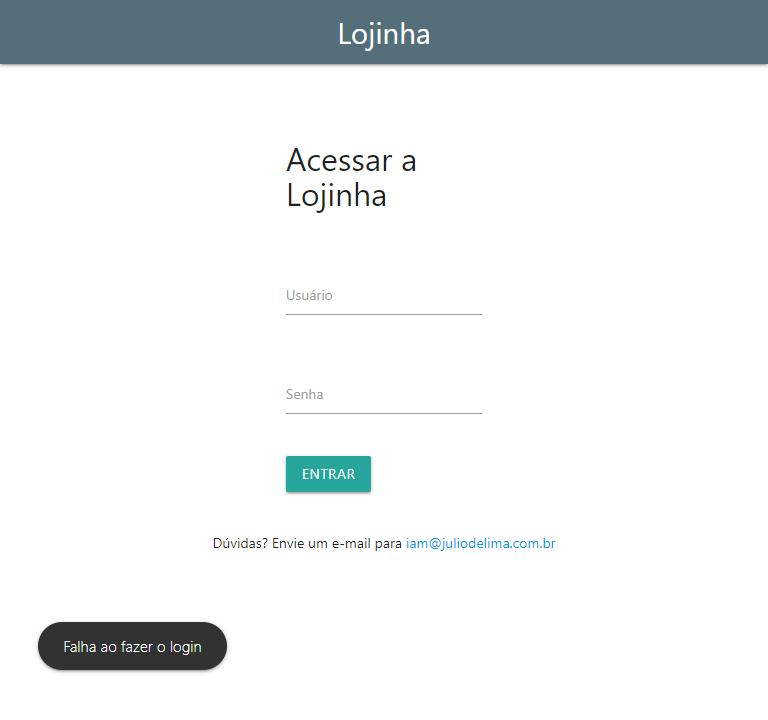 Lojinha
Acessar a
Lojinha
Usuário
Senha
ENTRAR
Dúvidas? Envie um e-mail para iam@juliodelima.com.br
Falha ao fazer o login